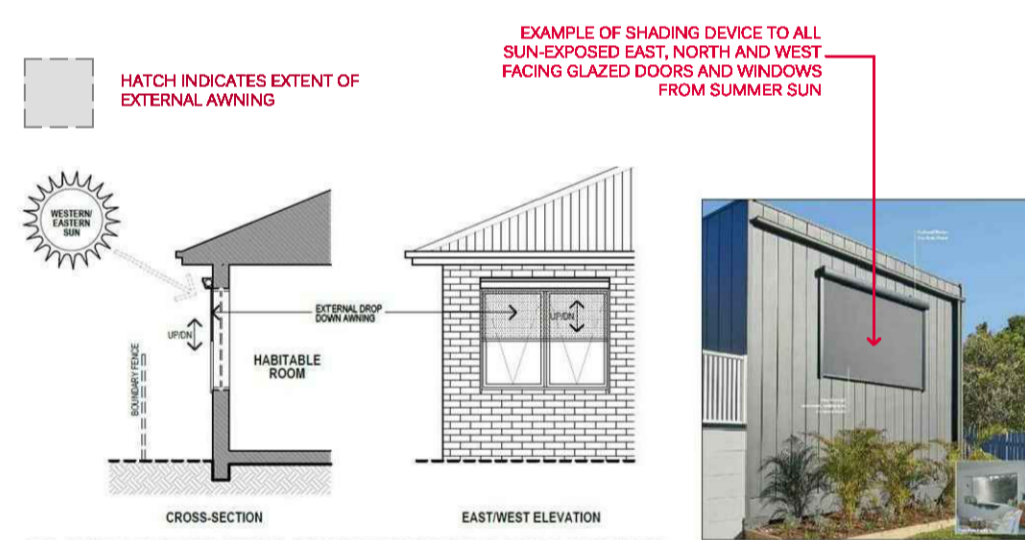 EXAMPLE OF SHADING DEVICE TO ALL
SUN-EXPOSED EAST, NORTH AND WEST
FACING GLAZED DOORS AND WINDOWS
FROM SUMMER SUN
HATCH INDICATES EXTENT OF
EXTERNAL AWNING
WESTERN/
EASTERN
SUN
EXTERNAL DROP
DOWN AWNING
UP/DN
UP/DN
HABITABLE
ROOM
BOUNDARY FENCE
CROSS-SECTION
EAST/WEST ELEVATION